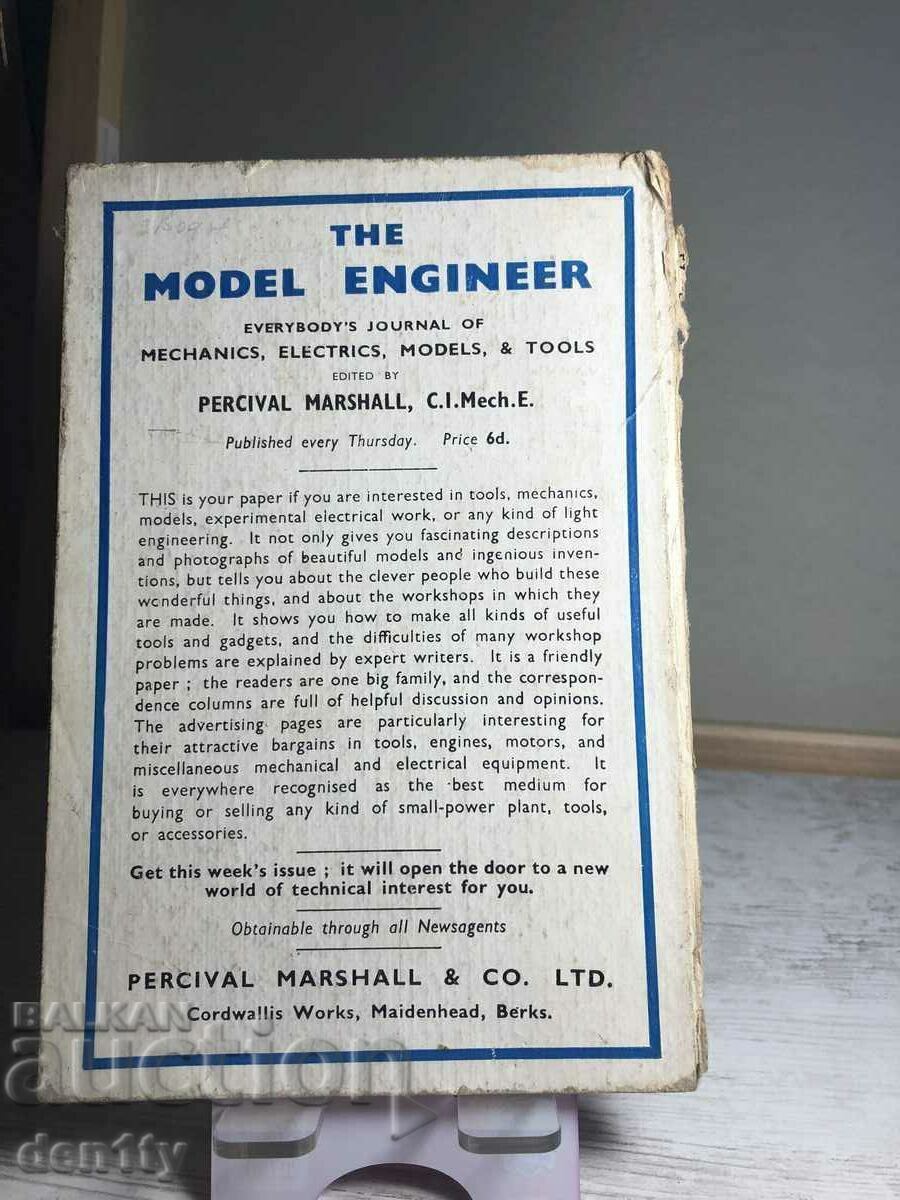 THE
MODEL ENGINEER
EVERYBODY'S JOURNAL OF
MECHANICS, ELECTRICS, MODELS, & TOOLS
EDITED BY
PERCIVAL MARSHALL, C.I.Mech.E.
Published every Thursday. Price 6d.
THIS is your paper if you are interested in tools, mechanics,
models, experimental electrical work, or any kind of light
engineering. It not only gives you fascinating descriptions
and photographs of beautiful models and ingenious inven-
tions, but tells you about the clever people who build these
wonderful things, and about the workshops in which they
are made. It shows you how to make all kinds of useful
tools and gadgets, and the difficulties of many workshop
problems are explained by expert writers. It is a friendly
paper ; the readers are one big family, and the correspon-
dence columns are full of helpful discussion and opinions.
The advertising pages are particularly interesting for
their attractive bargains in tools, engines, motors, and
miscellaneous mechanical and electrical equipment. It
is everywhere recognised as the best medium for
buying or selling any kind of small-power plant, tools,
or accessories.
Get this week's issue ; it will open the door to a new
world of technical interest for you.
Obtainable through all Newsagents
PERCIVAL MARSHALL & CO. LTD.
Cordwallis Works, Maidenhead, Berks.
BALKAN
auction
den1ty